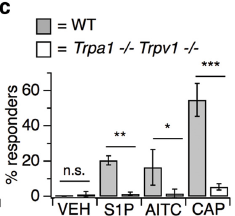 c
= WT
= Trpa1 -/- Trpv1 -/-
% responders
60
40
20
0
n.s.
**
*
***
VEH S1P AITC CAP